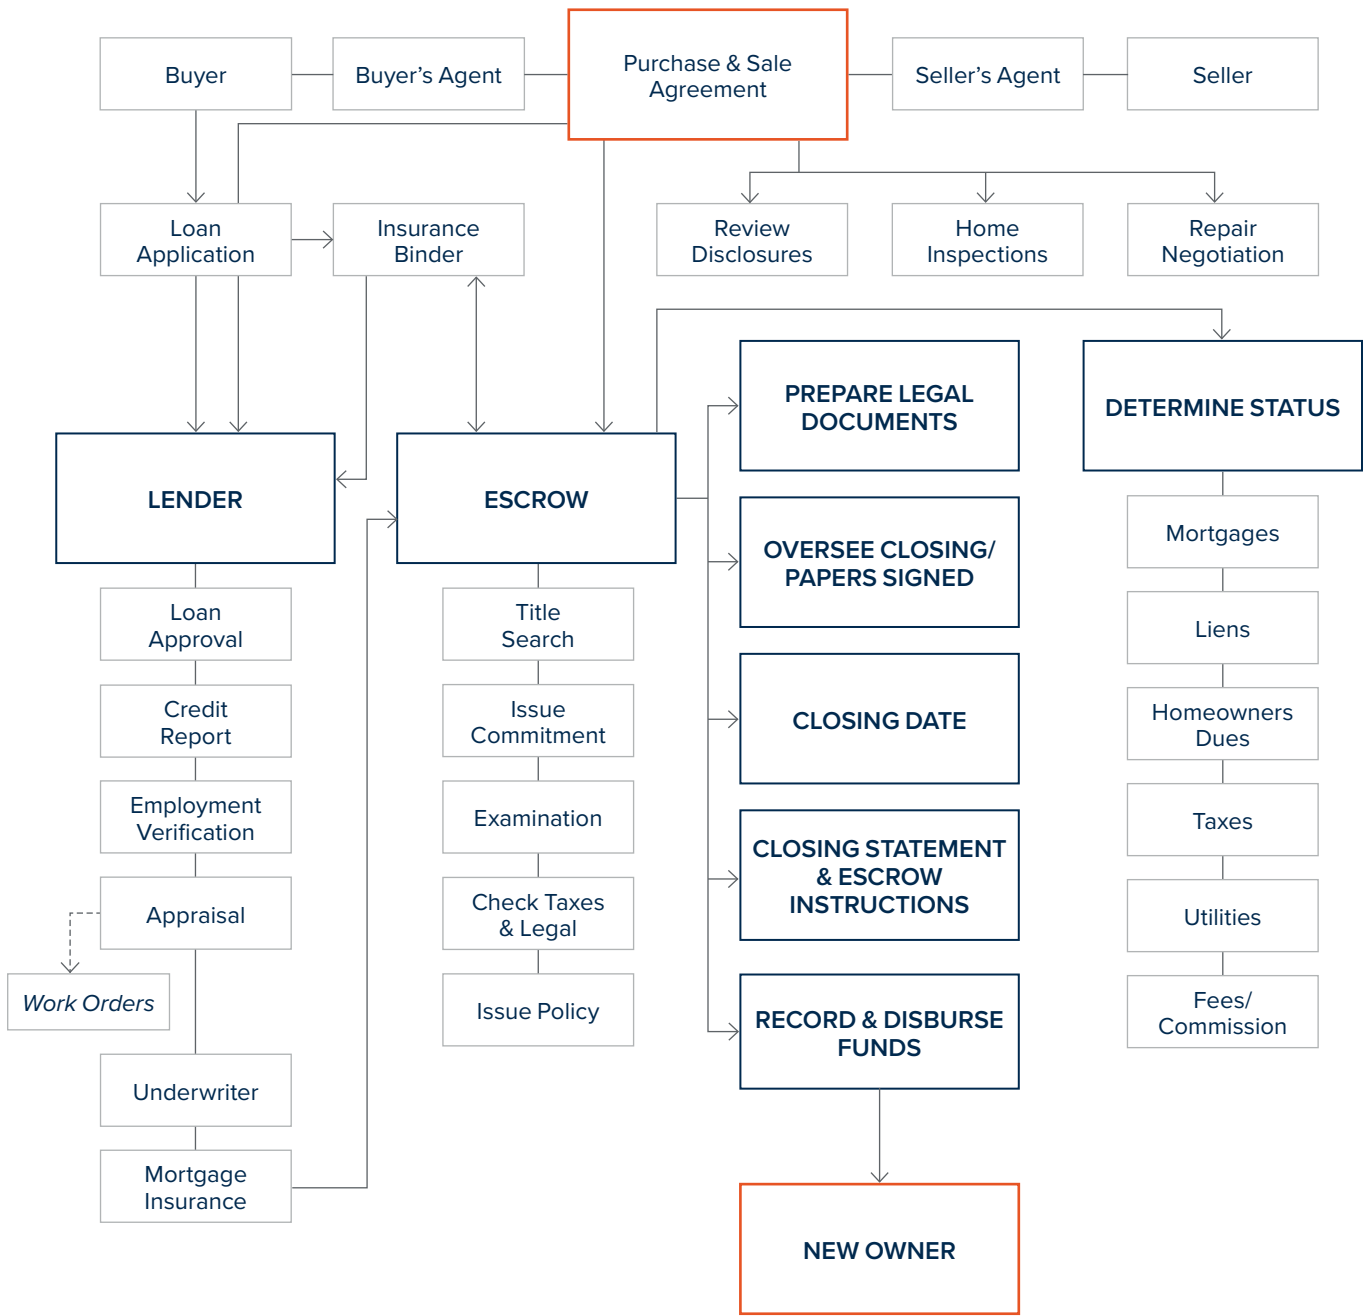 Buyer
Buyer’s Agent
Purchase & Sale
Agreement
Seller’s Agent
Seller
Loan
Application
Insurance
Binder
Review
Disclosures
Home
Inspections
Repair
Negotiation
LENDER
ESCROW
PREPARE LEGAL
DOCUMENTS
DETERMINE STATUS
OVERSEE CLOSING/
PAPERS SIGNED
CLOSING DATE
CLOSING STATEMENT
& ESCROW
INSTRUCTIONS
RECORD & DISBURSE
FUNDS
NEW OWNER
Loan
Approval
Credit
Report
Employment
Verification
Appraisal
Work Orders
Underwriter
Mortgage
Insurance
Title
Search
Issue
Commitment
Examination
Check Taxes
& Legal
Issue Policy
Mortgages
Liens
Homeowners
Dues
Taxes
Utilities
Fees/
Commission